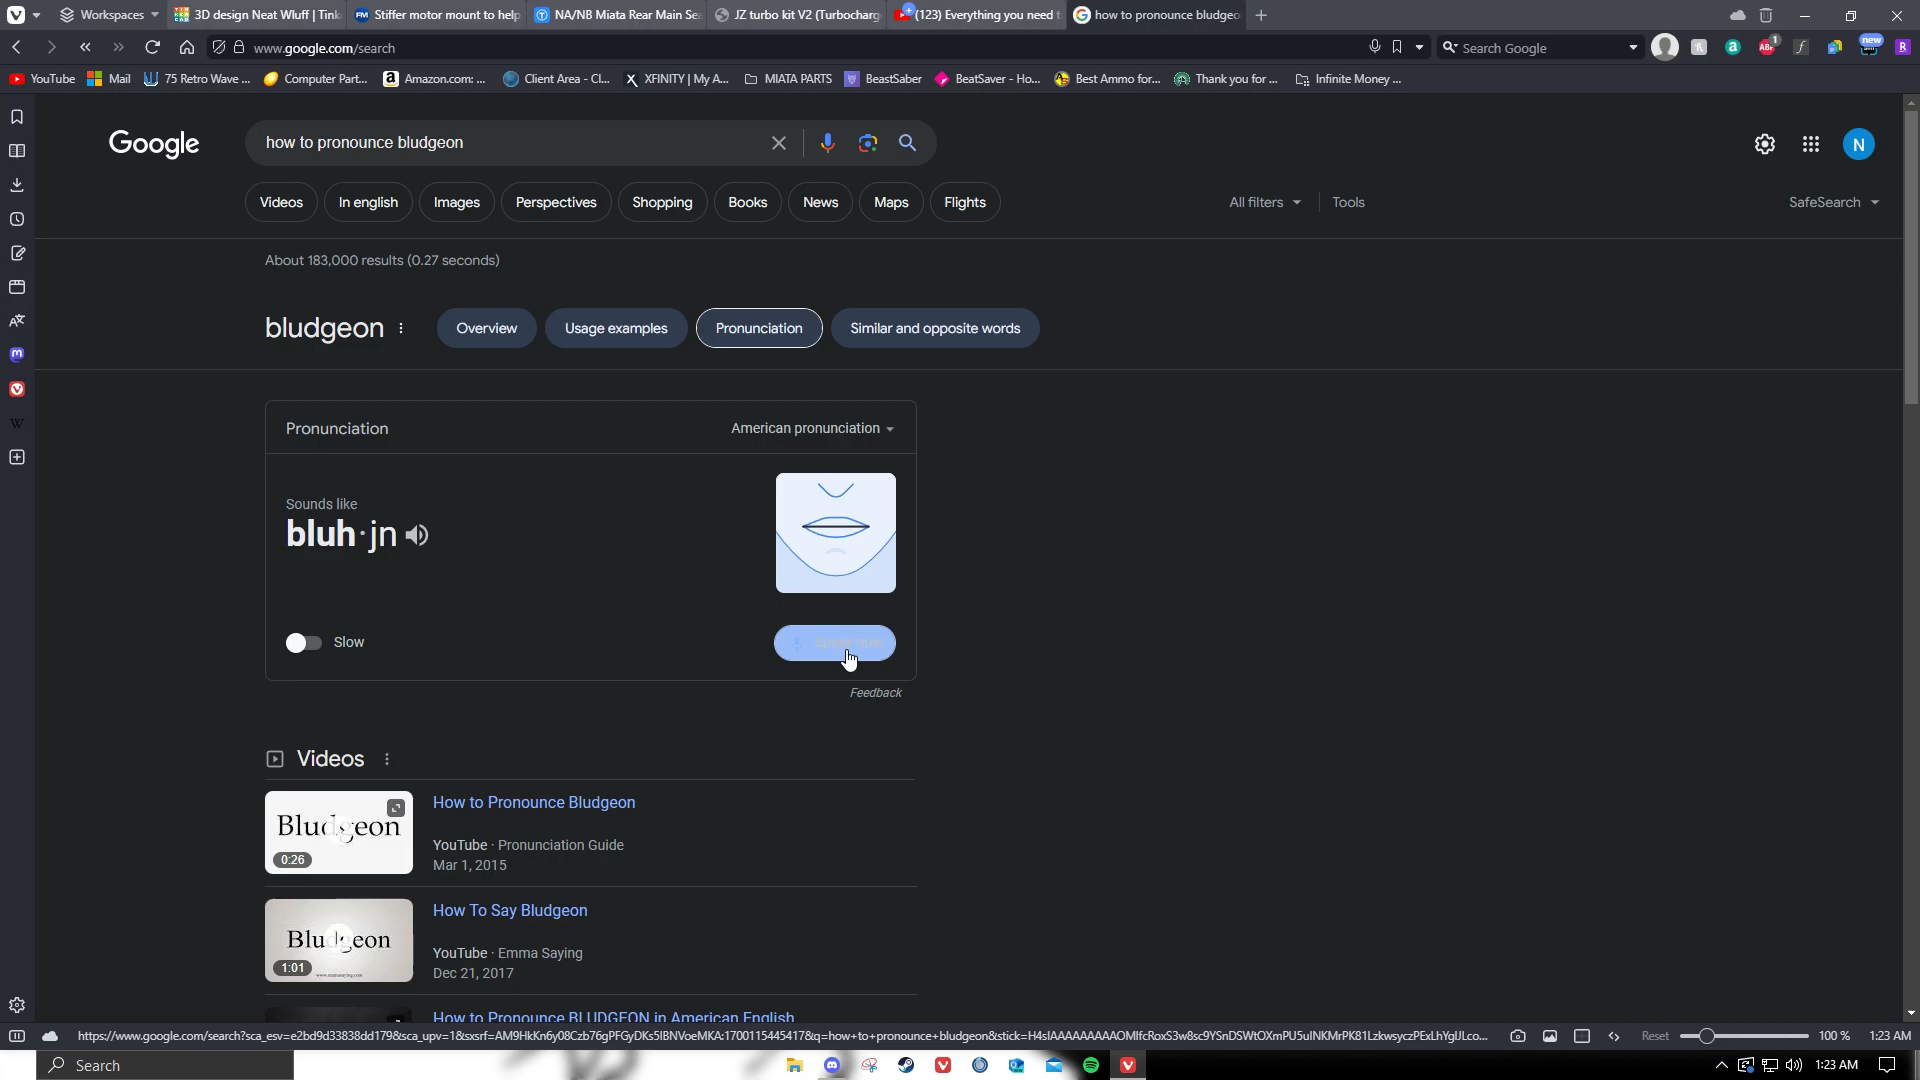 Workspaces
3D design Neat Wluff | Tink
Stiffer motor mount to help
NA/NB Miata Rear Main Se
JZ turbo kit V2 (Turbocharg
(123) Everything you need t
how to pronounce bludgeo
www.google.com/search
Search Google
1
new
YouTube
Mail
75 Retro Wave ...
Computer Part...
Amazon.com: ...
Client Area - Cl...
XFINITY | My A...
MIATA PARTS
BeastSaber
BeatSaver - Ho...
Best Ammo for...
Thank you for ...
Infinite Money ...
Google
how to pronounce bludgeon
N
Videos
In english
Images
Perspectives
Shopping
Books
News
Maps
Flights
All filters
Tools
SafeSearch
About 183,000 results (0.27 seconds)
bludgeon
Overview
Usage examples
Pronunciation
Similar and opposite words
Pronunciation
American pronunciation
Sounds like
bluh·jn
Slow
Feedback
Videos
Bludgeon
0:26
How to Pronounce Bludgeon
YouTube · Pronunciation Guide
Mar 1, 2015
Bludgeon
1:01
How To Say Bludgeon
YouTube · Emma Saying
Dec 21, 2017
How to Pronounce BLUDGEON in American English
Reset
100 %
1:23 AM
Search
1:23 AM